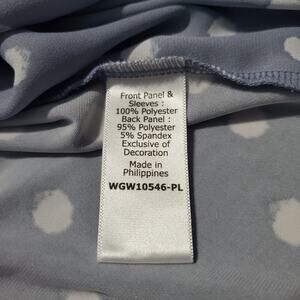 Front Panel &
Sleeves :
100% Polyester
Back Panel :
95% Polyester
5% Spandex
Exclusive of
Decoration
Made in
Philippines
WGW10546-PL